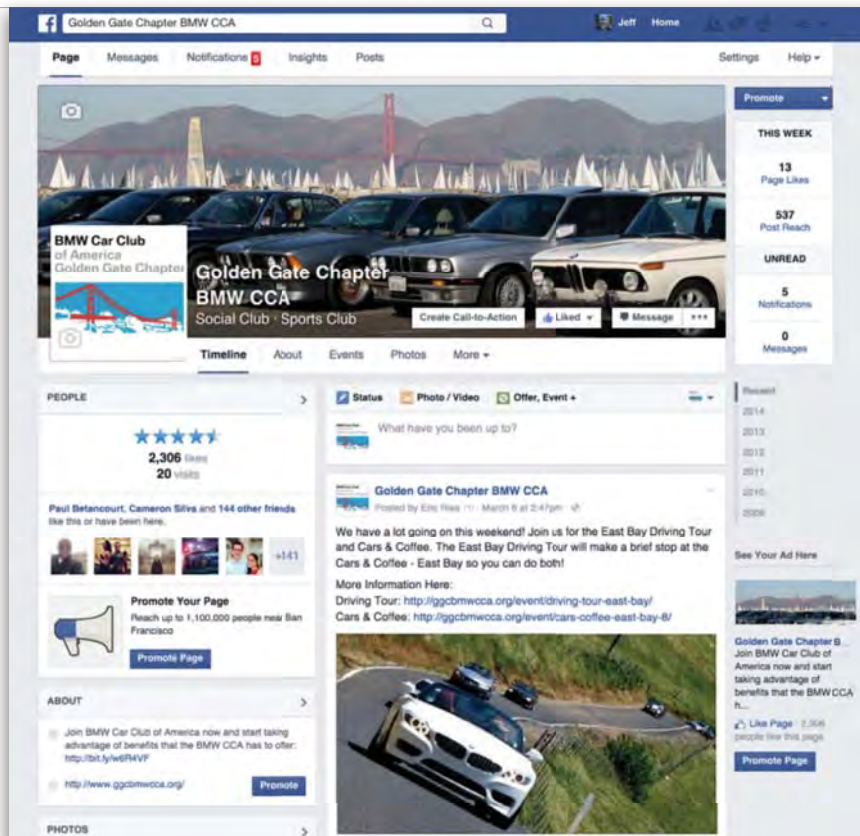 Golden Gate Chapter BMW CCA
Jeff Home
Page Messages Notifications 5 Insights Posts Settings Help
Promote
THIS WEEK
13
Page Likes
537
Post Reach
UNREAD
5
Notifications
0
Messages
BMW Car Club
of America
Golden Gate Chapter
Golden Gate Chapter
BMW CCA
Social Club · Sports Club
Create Call-to-Action Liked Message •••
Timeline About Events Photos More
Recent
2014
2013
2012
2011
2010
2009
PEOPLE
2,306 likes
20 visits
Paul Betancourt, Cameron Silva and 144 other friends
like this or have been here.
+141
Promote Your Page
Reach up to 1,100,000 people near San
Francisco
Promote Page
ABOUT
Join BMW Car Club of America now and start taking
advantage of benefits that the BMW CCA has to offer:
http://bit.ly/w6R4VF
http://www.ggcbmwcca.org/
Promote
PHOTOS
Status Photo / Video Offer, Event +
What have you been up to?
Golden Gate Chapter BMW CCA
Posted by Eric March 6 at 2:47pm
We have a lot going on this weekend! Join us for the East Bay Driving Tour
and Cars & Coffee. The East Bay Driving Tour will make a brief stop at the
Cars & Coffee - East Bay so you can do both!
More Information Here:
Driving Tour: http://ggcbmwcca.org/event/driving-tour-east-bay/
Cars & Coffee: http://ggcbmwcca.org/event/cars-coffee-east-bay-8/
See Your Ad Here
Golden Gate Chapter B...
Join BMW Car Club of
America now and start
taking advantage of
benefits that the BMW CCA
h...
Like Page · 2,306
people like this page
Promote Page